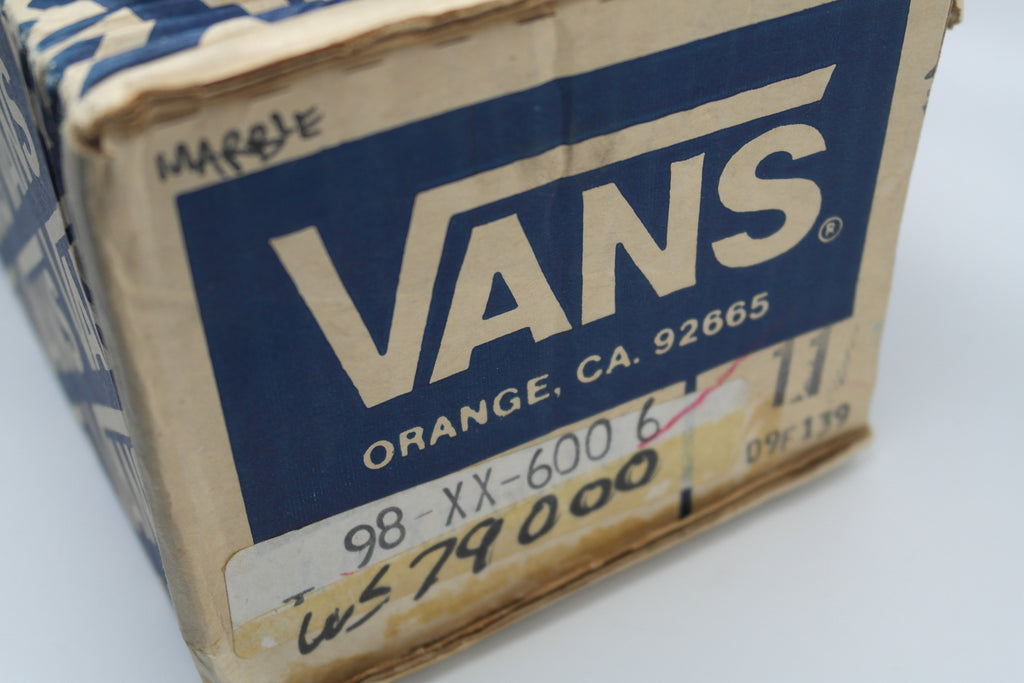 MARBLE
VANS®
ORANGE, CA. 92665
11
98-XX-600 6
D9F139
WS 79000